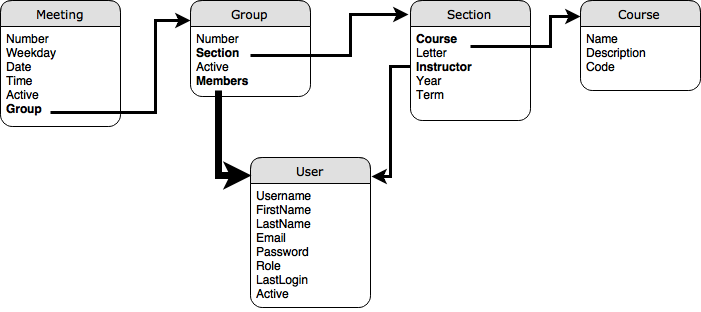 Meeting
Number
Weekday
Date
Time
Active
Group
Group
Number
Section
Active
Members
Section
Course
Letter
Instructor
Year
Term
Course
Name
Description
Code
User
Username
FirstName
LastName
Email
Password
Role
LastLogin
Active